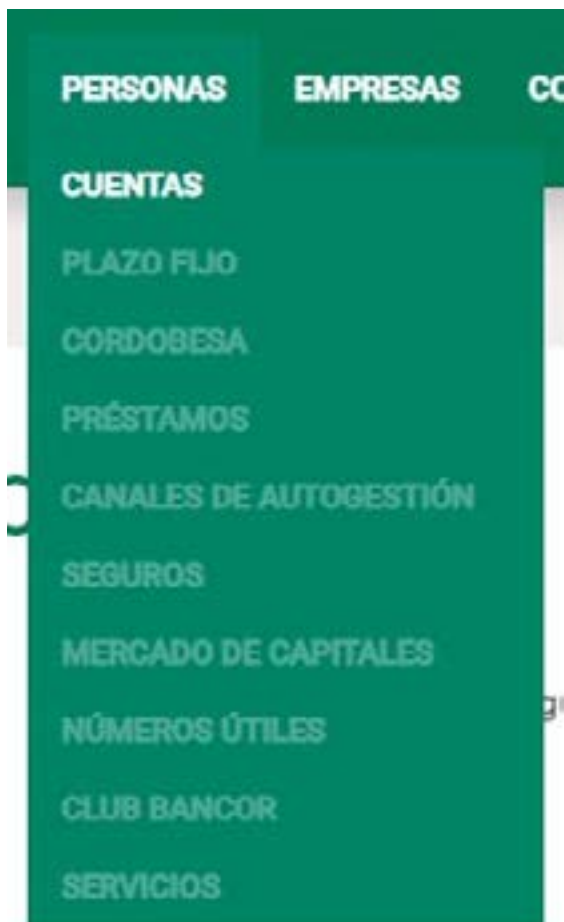 PERSONAS EMPRESAS CO
CUENTAS
PLAZO FIJO
CORDOBESA
PRÉSTAMOS
CANALES DE AUTOGESTIÓN
SEGUROS
MERCADO DE CAPITALES
NÚMEROS ÚTILES
CLUB BANCOR
SERVICIOS